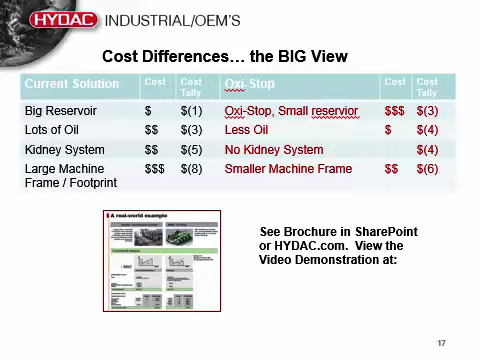 HYDAC INDUSTRIAL/OEM'S
Cost Differences… the BIG View
Current Solution Cost Cost Tally Oxi-Stop Cost Cost Tally
Big Reservoir $ $(1) Oxi-Stop, Small reservior $$$ $(3)
Lots of Oil $$ $(3) Less Oil $ $(4)
Kidney System $$ $(5) No Kidney System $(4)
Large Machine Frame / Footprint $$$ $(8) Smaller Machine Frame $$ $(6)
A real-world example
See Brochure in SharePoint
or HYDAC.com. View the
Video Demonstration at:
17